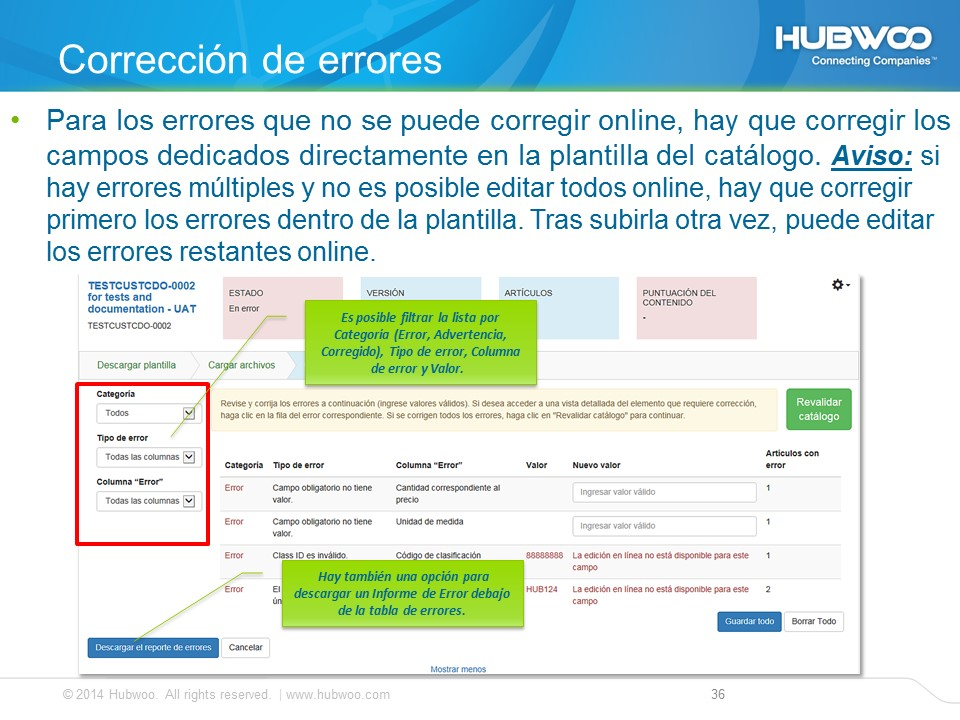 Corrección de errores
HUBWOO
Connecting Companies™
• Para los errores que no se puede corregir online, hay que corregir los
campos dedicados directamente en la plantilla del catálogo. Aviso: si
hay errores múltiples y no es posible editar todos online, hay que corregir
primero los errores dentro de la plantilla. Tras subirla otra vez, puede editar
los errores restantes online.
TESTCUSTCDO-0002
for tests and
documentation - UAT
TESTCUSTCDO-0002
ESTADO
En error
VERSIÓN
ARTÍCULOS
PUNTUACIÓN DEL
CONTENIDO
-
Es posible filtrar la lista por
Categoría (Error, Advertencia,
Corregido), Tipo de error, Columna
de error y Valor.
Descargar plantilla
Cargar archivos
Categoría
Todos
Tipo de error
Todas las columnas
Columna “Error”
Todas las columnas
Revise y corrija los errores a continuación (ingrese valores válidos). Si desea acceder a una vista detallada del elemento que requiere corrección,
haga clic en la fila del error correspondiente. Si se corrigen todos los errores, haga clic en "Revalidar catálogo" para continuar.
Revalidar
catálogo
Categoría Tipo de error Columna “Error” Valor Nuevo valor Artículos con
error
Error Campo obligatorio no tiene Cantidad correspondiente al Ingresar valor válido 1
valor. precio
Error Campo obligatorio no tiene Unidad de medida Ingresar valor válido 1
valor.
Error Class ID es inválido. Código de clasificación 88888888 La edición en línea no está disponible para este 1
campo
Error El HUB124 La edición en línea no está disponible para este 2
campo
Hay también una opción para
descargar un Informe de Error debajo
de la tabla de errores.
Guardar todo
Borrar Todo
Descargar el reporte de errores
Cancelar
Mostrar menos
© 2014 Hubwoo. All rights reserved. | www.hubwoo.com
36